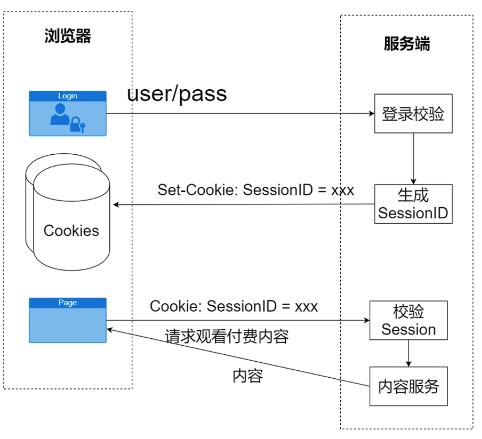 浏览器
服务端
Login
user/pass
登录校验
Set-Cookie: SessionID = xxx
生成
SessionID
Cookies
Page
Cookie: SessionID = xxx
请求观看付费内容
校验
Session
内容
内容服务